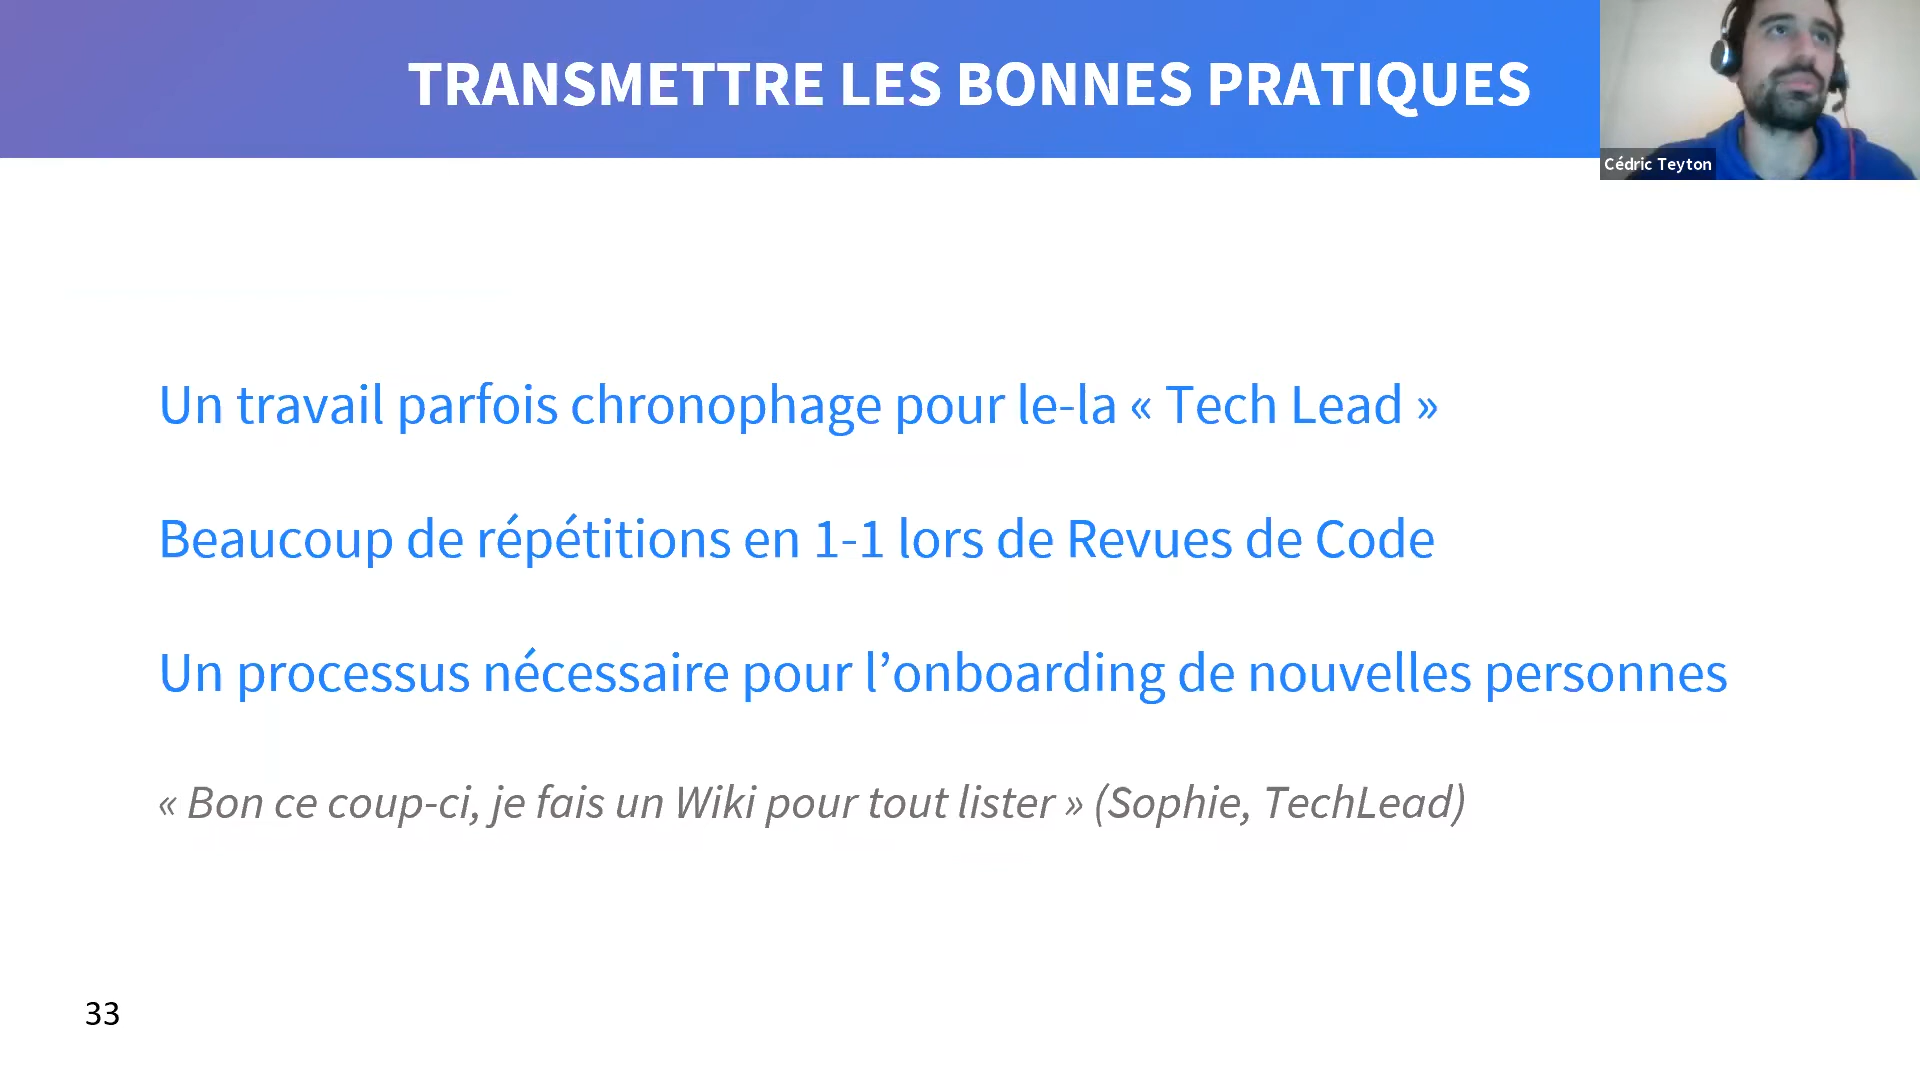 TRANSMETTRE LES BONNES PRATIQUES
Cédric Teyton
Un travail parfois chronophage pour le-la « Tech Lead »
Beaucoup de répétitions en 1-1 lors de Revues de Code
Un processus nécessaire pour l’onboarding de nouvelles personnes
« Bon ce coup-ci, je fais un Wiki pour tout lister » (Sophie, TechLead)
33